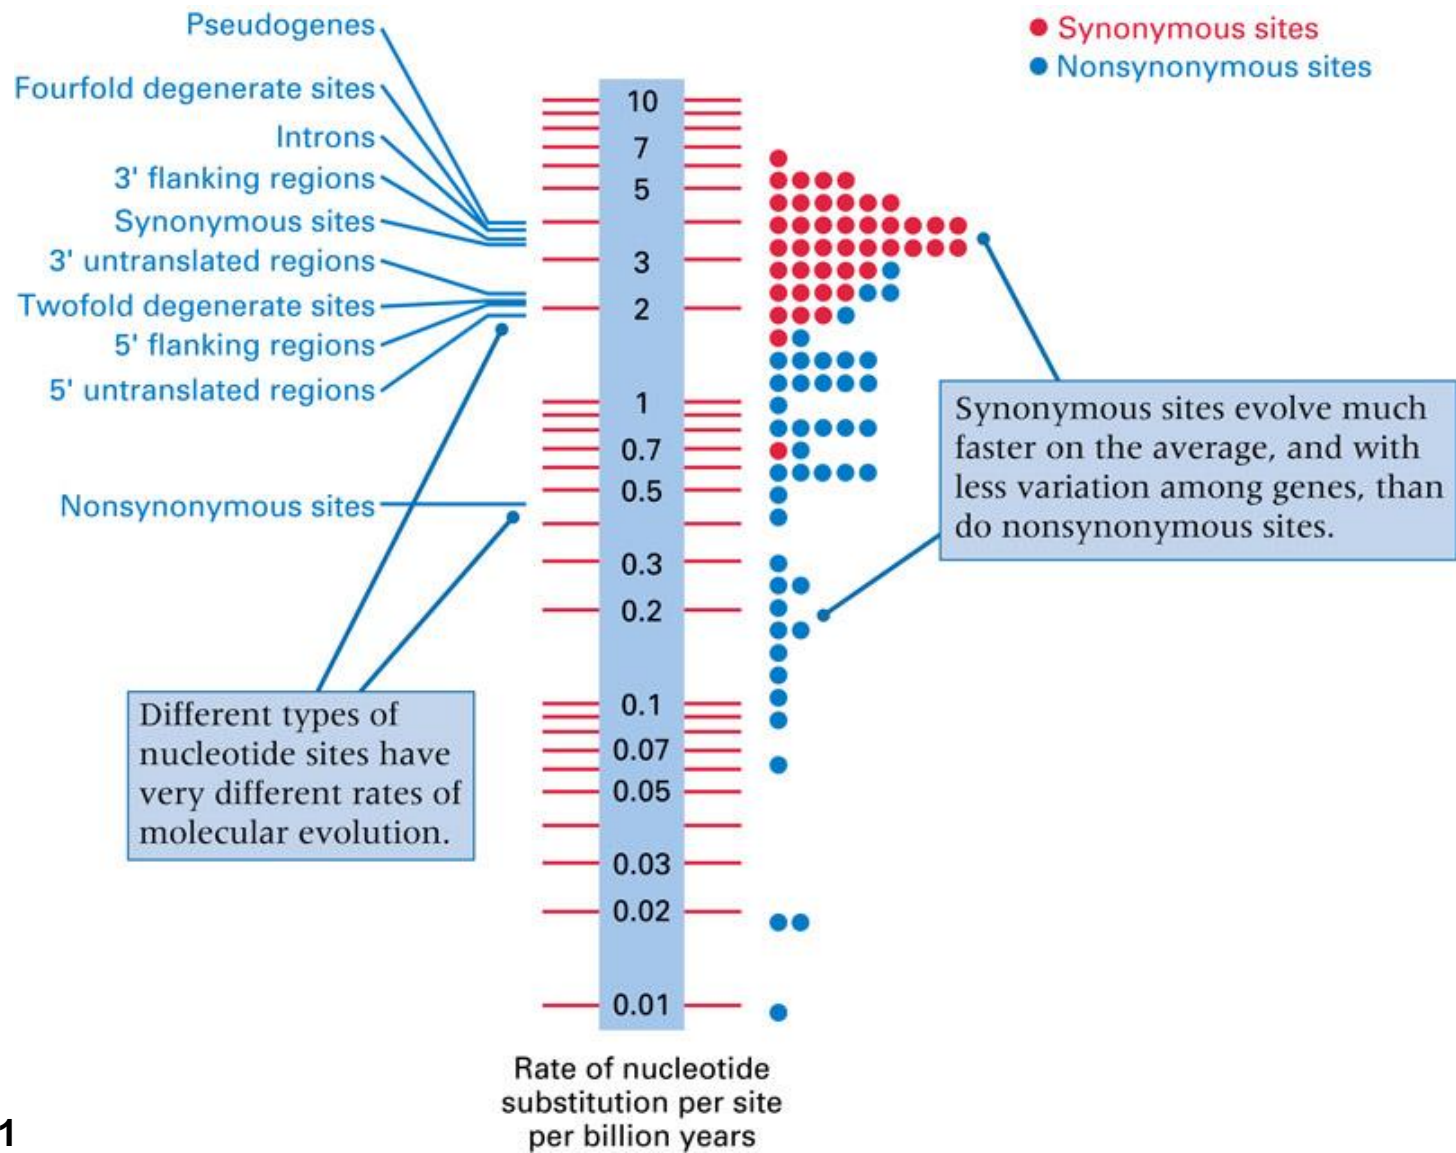 Pseudogenes
Fourfold degenerate sites
Introns
3' flanking regions
Synonymous sites
3' untranslated regions
Twofold degenerate sites
5' flanking regions
5' untranslated regions
Nonsynonymous sites
Different types of
nucleotide sites have
very different rates of
molecular evolution.
10
7
5
3
2
1
0.7
0.5
0.3
0.2
0.1
0.07
0.05
0.03
0.02
0.01
Rate of nucleotide
substitution per site
per billion years
Synonymous sites
Nonsynonymous sites
Synonymous sites evolve much
faster on the average, and with
less variation among genes, than
do nonsynonymous sites.
1